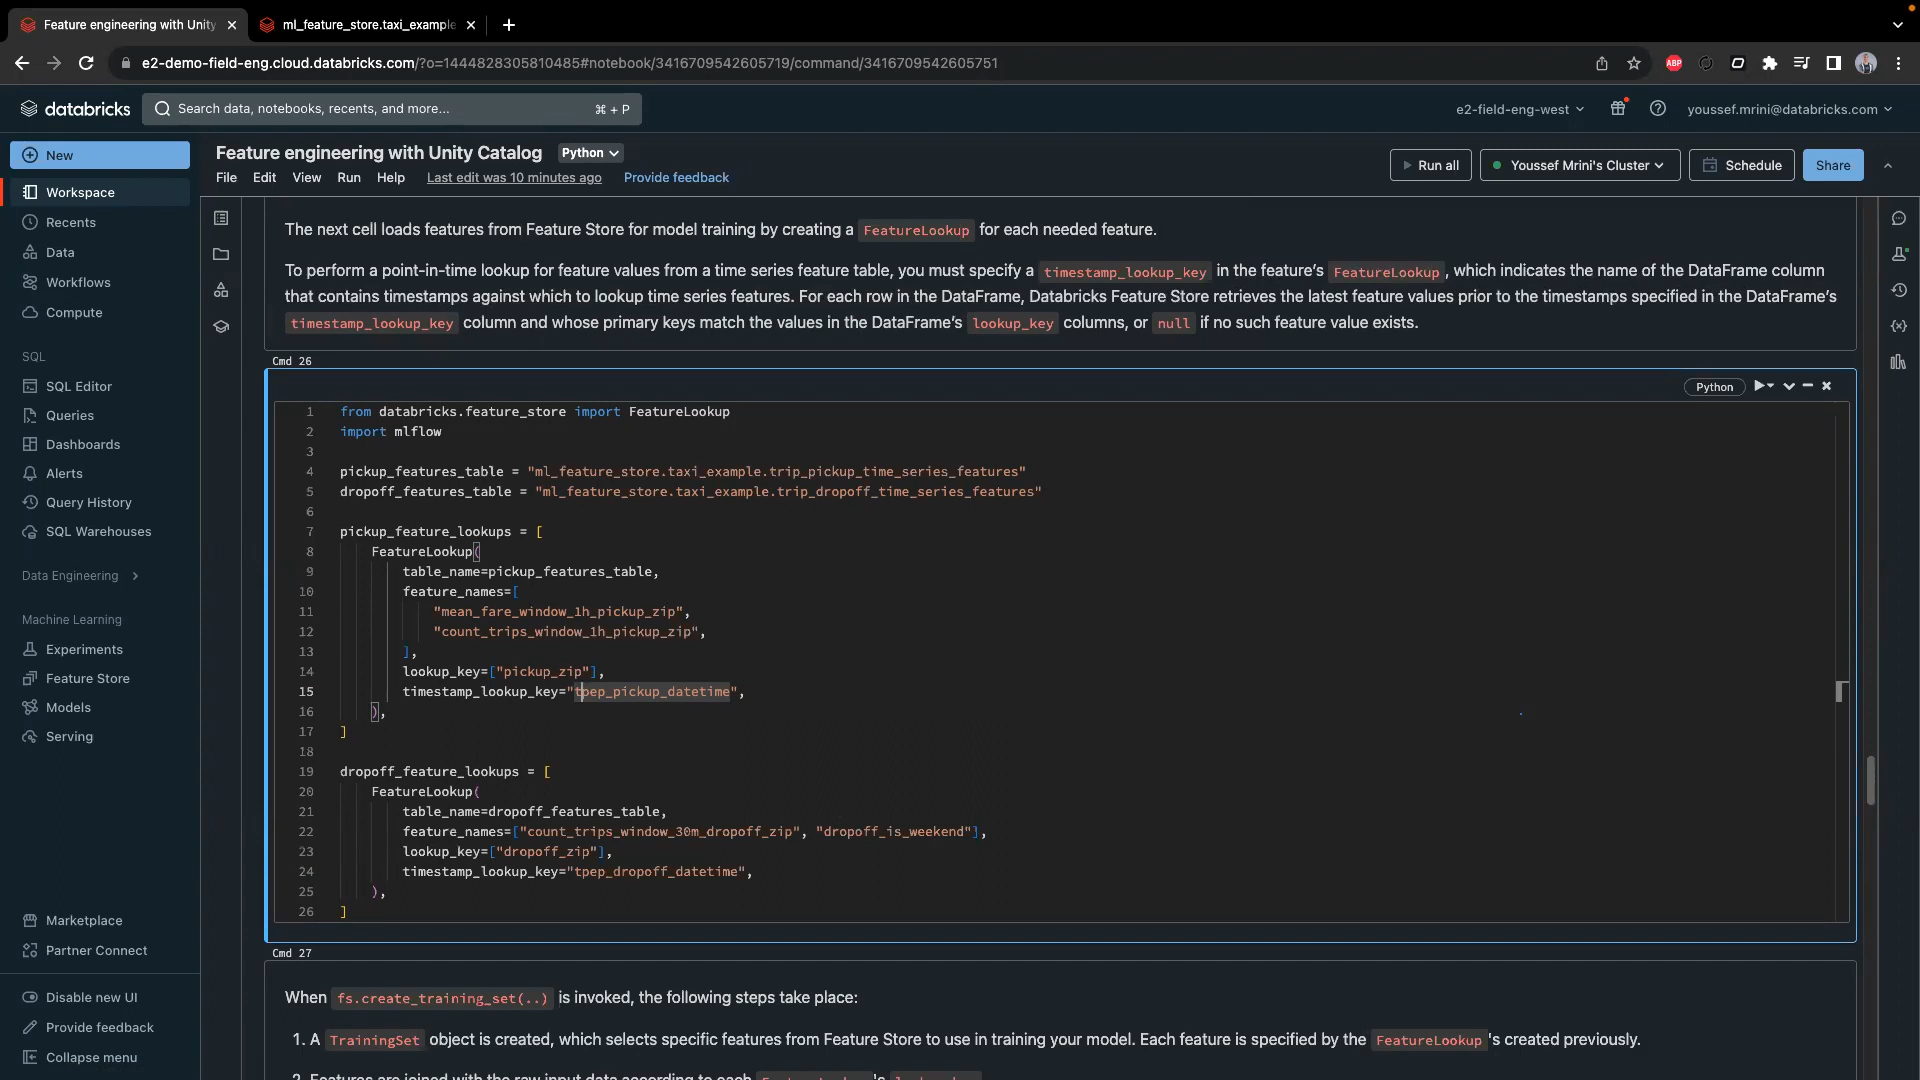 Feature engineering with Unity
ml_feature_store.taxi_example
e2-demo-field-eng.cloud.databricks.com/?o=1444828305810485#notebook/3416709542605719/command/3416709542605751
ABP
databricks
Search data, notebooks, recents, and more...
⌘ + P
e2-field-eng-west
youssef.mrini@databricks.com
New
Workspace
Recents
Data
Workflows
Compute
SQL
SQL Editor
Queries
Dashboards
Alerts
Query History
SQL Warehouses
Data Engineering
Machine Learning
Experiments
Feature Store
Models
Serving
Marketplace
Partner Connect
Disable new UI
Provide feedback
Collapse menu
Feature engineering with Unity Catalog
Python
File Edit View Run Help Last edit was 10 minutes ago Provide feedback
Run all
Youssef Mrini's Cluster
Schedule
Share
The next cell loads features from Feature Store for model training by creating a FeatureLookup for each needed feature.
To perform a point-in-time lookup for feature values from a time series feature table, you must specify a timestamp_lookup_key in the feature's FeatureLookup, which indicates the name of the DataFrame column
that contains timestamps against which to lookup time series features. For each row in the DataFrame, Databricks Feature Store retrieves the latest feature values prior to the timestamps specified in the DataFrame's
timestamp_lookup_key column and whose primary keys match the values in the DataFrame's lookup_key columns, or null if no such feature value exists.
Cmd 26
Python
1 from databricks.feature_store import FeatureLookup
2 import mlflow
3
4 pickup_features_table = "ml_feature_store.taxi_example.trip_pickup_time_series_features"
5 dropoff_features_table = "ml_feature_store.taxi_example.trip_dropoff_time_series_features"
6
7 pickup_feature_lookups = [
8 FeatureLookup(
9 table_name=pickup_features_table,
10 feature_names=[
11 "mean_fare_window_1h_pickup_zip",
12 "count_trips_window_1h_pickup_zip",
13 ],
14 lookup_key=["pickup_zip"],
15 timestamp_lookup_key="tpep_pickup_datetime",
16 ),
17 ]
18
19 dropoff_feature_lookups = [
20 FeatureLookup(
21 table_name=dropoff_features_table,
22 feature_names=["count_trips_window_30m_dropoff_zip", "dropoff_is_weekend"],
23 lookup_key=["dropoff_zip"],
24 timestamp_lookup_key="tpep_dropoff_datetime",
25 ),
26 ]
Cmd 27
When fs.create_training_set(..) is invoked, the following steps take place:
1. A TrainingSet object is created, which selects specific features from Feature Store to use in training your model. Each feature is specified by the FeatureLookup's created previously.
2. Features are joined with the raw input data according to each